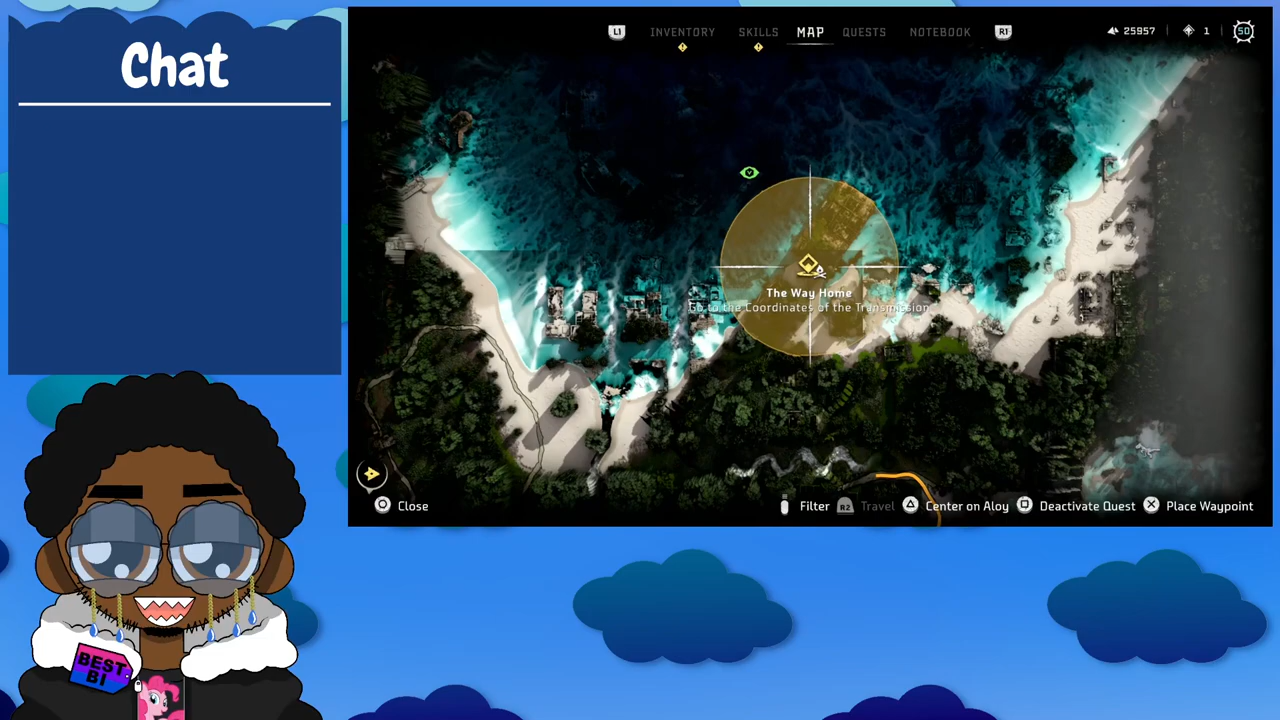 Chat
L1 INVENTORY SKILLS MAP QUESTS NOTEBOOK R1
25957 1 50
The Way Home
Go to the Coordinates of the Transmission
Close
Filter R2 Travel Center on Aloy Deactivate Quest Place Waypoint
BEST
BI